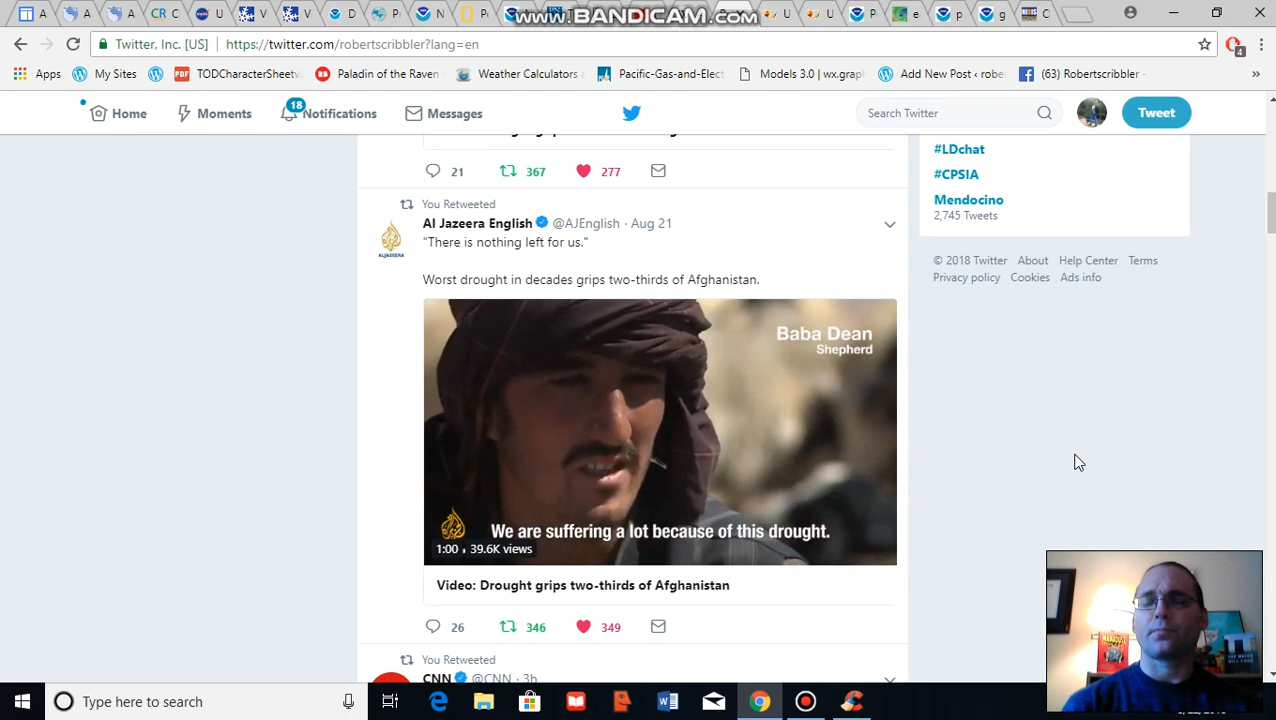 www.BANDICAM.com
Twitter, Inc. [US] https://twitter.com/robertscribbler?lang=en
4
Apps My Sites PDF TODCharacterSheetv Paladin of the Raven Weather Calculators Pacific-Gas-and-Ele Models 3.0 | wx.graph Add New Post ‹ robe (63) Robertscribbler »
Home Moments 18 Notifications Messages Search Twitter Tweet
#LDchat
#CPSIA
Mendocino
2,745 Tweets
© 2018 Twitter About Help Center Terms
Privacy policy Cookies Ads info
21 367 277
You Retweeted
Al Jazeera English @AJEnglish · Aug 21
"There is nothing left for us."
Worst drought in decades grips two-thirds of Afghanistan.
Baba Dean
Shepherd
ALJAZEERA
We are suffering a lot because of this drought.
1:00 39.6K views
Video: Drought grips two-thirds of Afghanistan
26 346 349
You Retweeted
CNN @CNN · 3h
Type here to search